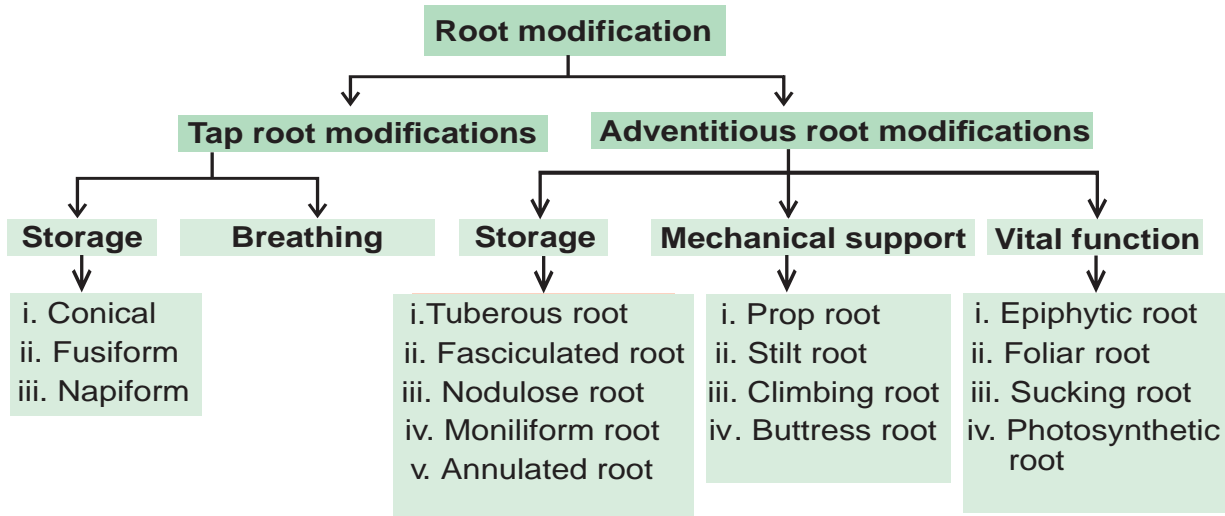 Root modification
Tap root modifications
Adventitious root modifications
Storage
Breathing
Storage
Mechanical support
Vital function
i. Conical
ii. Fusiform
iii. Napiform
i.Tuberous root
ii. Fasciculated root
iii. Nodulose root
iv. Moniliform root
v. Annulated root
i. Prop root
ii. Stilt root
iii. Climbing root
iv. Buttress root
i. Epiphytic root
ii. Foliar root
iii. Sucking root
iv. Photosynthetic
root